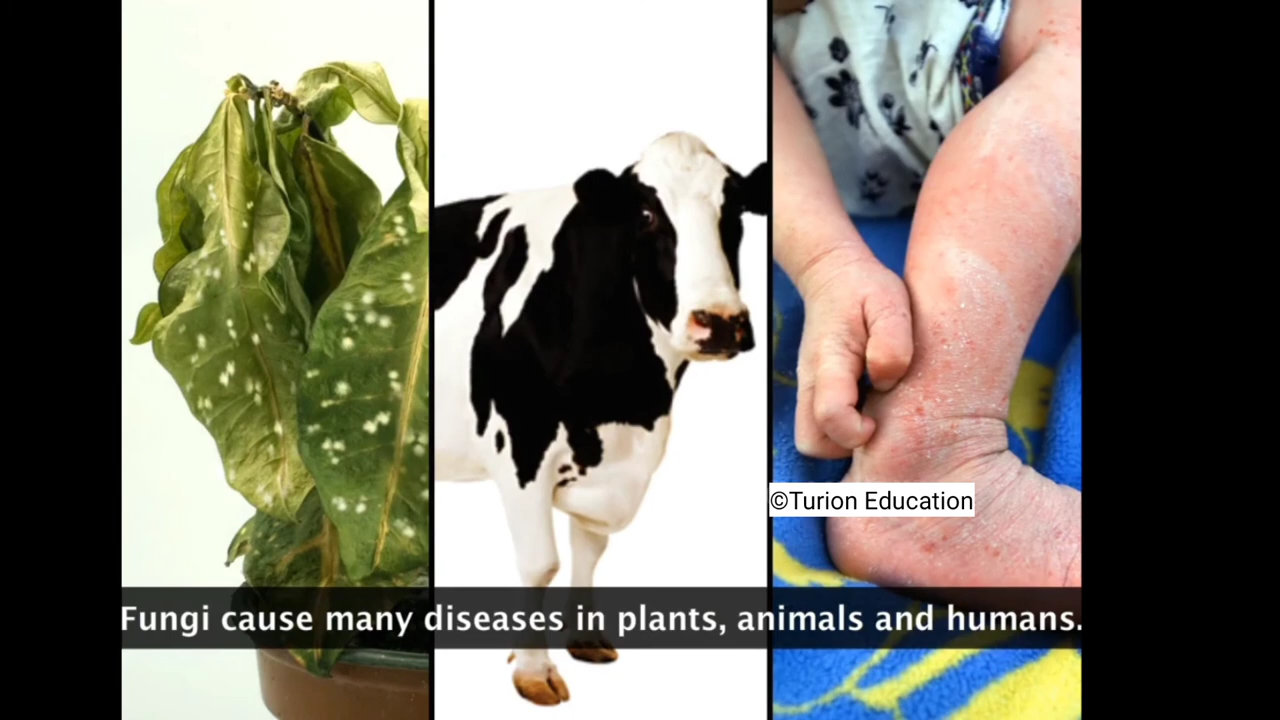 ©Turion Education
Fungi cause many diseases in plants, animals and humans.